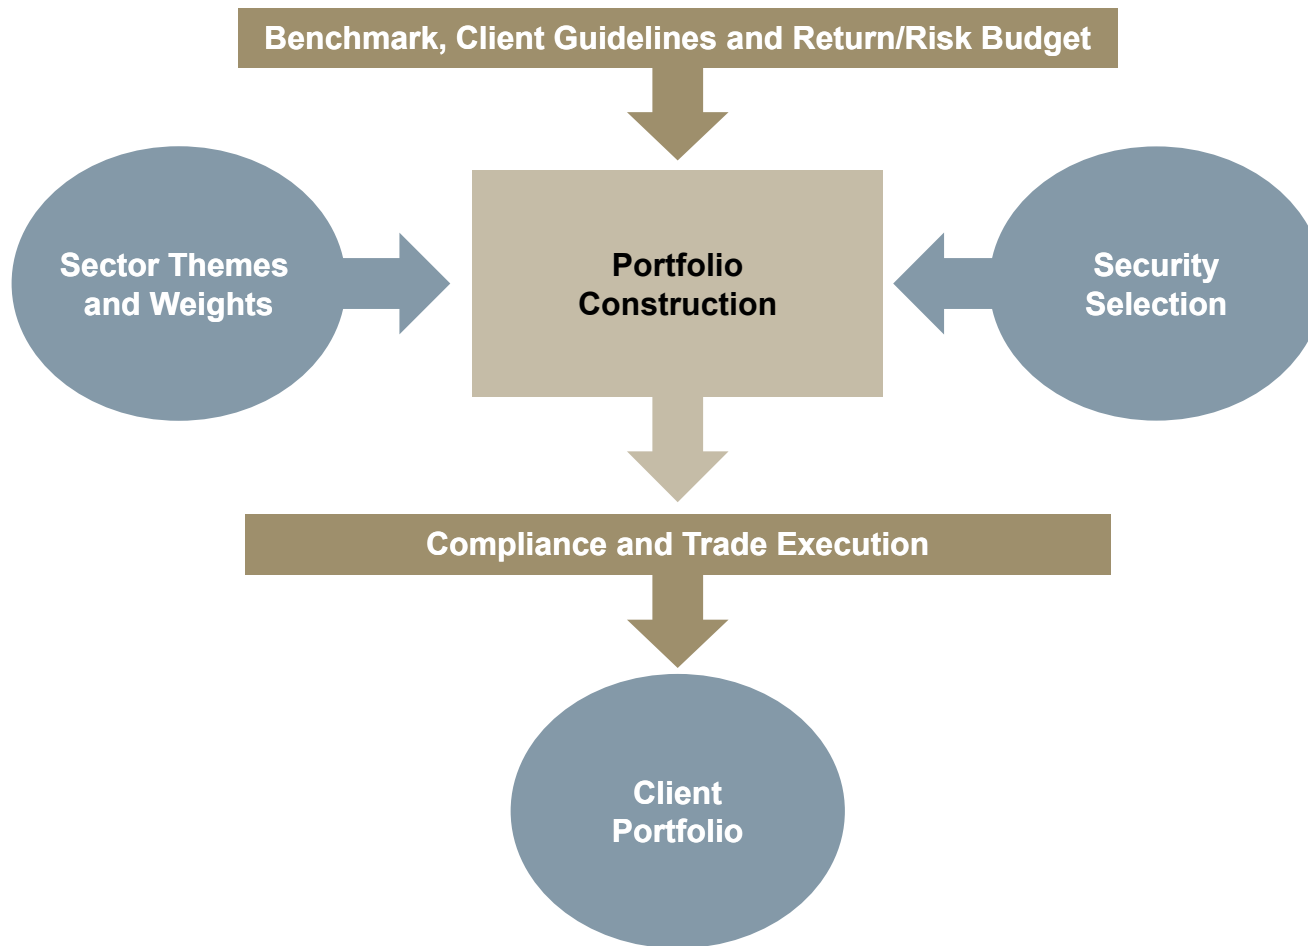 Benchmark, Client Guidelines and Return/Risk Budget
Sector Themes
and Weights
Portfolio
Construction
Security
Selection
Compliance and Trade Execution
Client
Portfolio